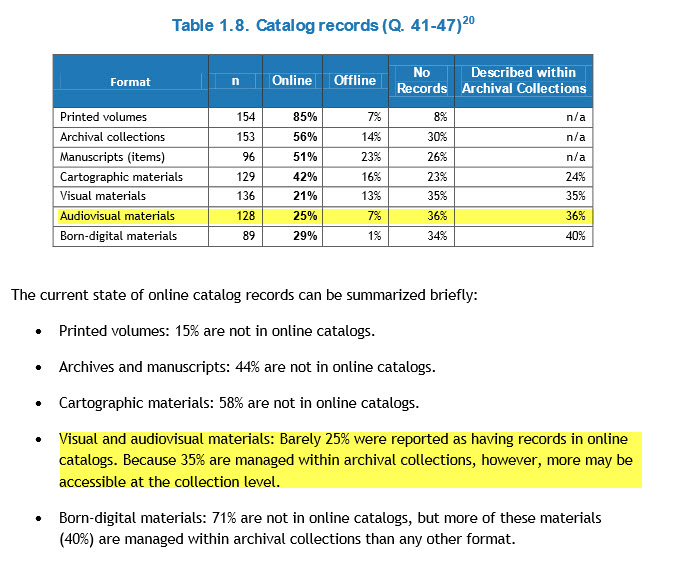 Table 1.8. Catalog records (Q. 41-47)20
Format n Online Offline No Records Described within Archival Collections
Printed volumes 154 85% 7% 8% n/a
Archival collections 153 56% 14% 30% n/a
Manuscripts (items) 96 51% 23% 26% n/a
Cartographic materials 129 42% 16% 23% 24%
Visual materials 136 21% 13% 35% 35%
Audiovisual materials 128 25% 7% 36% 36%
Born-digital materials 89 29% 1% 34% 40%
The current state of online catalog records can be summarized briefly:
• Printed volumes: 15% are not in online catalogs.
• Archives and manuscripts: 44% are not in online catalogs.
• Cartographic materials: 58% are not in online catalogs.
• Visual and audiovisual materials: Barely 25% were reported as having records in online
catalogs. Because 35% are managed within archival collections, however, more may be
accessible at the collection level.
• Born-digital materials: 71% are not in online catalogs, but more of these materials
(40%) are managed within archival collections than any other format.